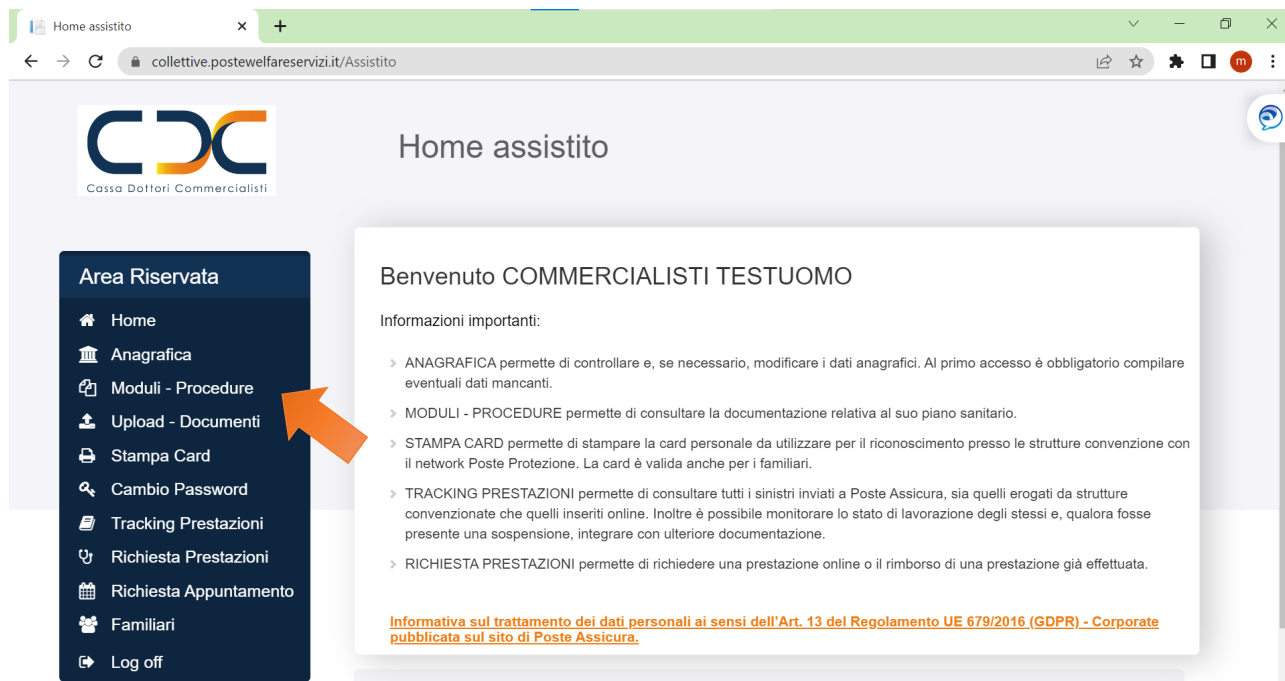 Home assistito
collettive.postewelfareservizi.it/Assistito
m
CDC
Cassa Dottori Commercialisti
Home assistito
Area Riservata
Home
Anagrafica
Moduli - Procedure
Upload - Documenti
Stampa Card
Cambio Password
Tracking Prestazioni
Richiesta Prestazioni
Richiesta Appuntamento
Familiari
Log off
Benvenuto COMMERCIALISTI TESTUOMO
Informazioni importanti:
ANAGRAFICA permette di controllare e, se necessario, modificare i dati anagrafici. Al primo accesso è obbligatorio compilare
eventuali dati mancanti.
MODULI - PROCEDURE permette di consultare la documentazione relativa al suo piano sanitario.
STAMPA CARD permette di stampare la card personale da utilizzare per il riconoscimento presso le strutture convenzione con
il network Poste Protezione. La card è valida anche per i familiari.
TRACKING PRESTAZIONI permette di consultare tutti i sinistri inviati a Poste Assicura, sia quelli erogati da strutture
convenzionate che quelli inseriti online. Inoltre è possibile monitorare lo stato di lavorazione degli stessi e, qualora fosse
presente una sospensione, integrare con ulteriore documentazione.
RICHIESTA PRESTAZIONI permette di richiedere una prestazione online o il rimborso di una prestazione già effettuata.
Informativa sul trattamento dei dati personali ai sensi dell'Art. 13 del Regolamento UE 679/2016 (GDPR) - Corporate
pubblicata sul sito di Poste Assicura.